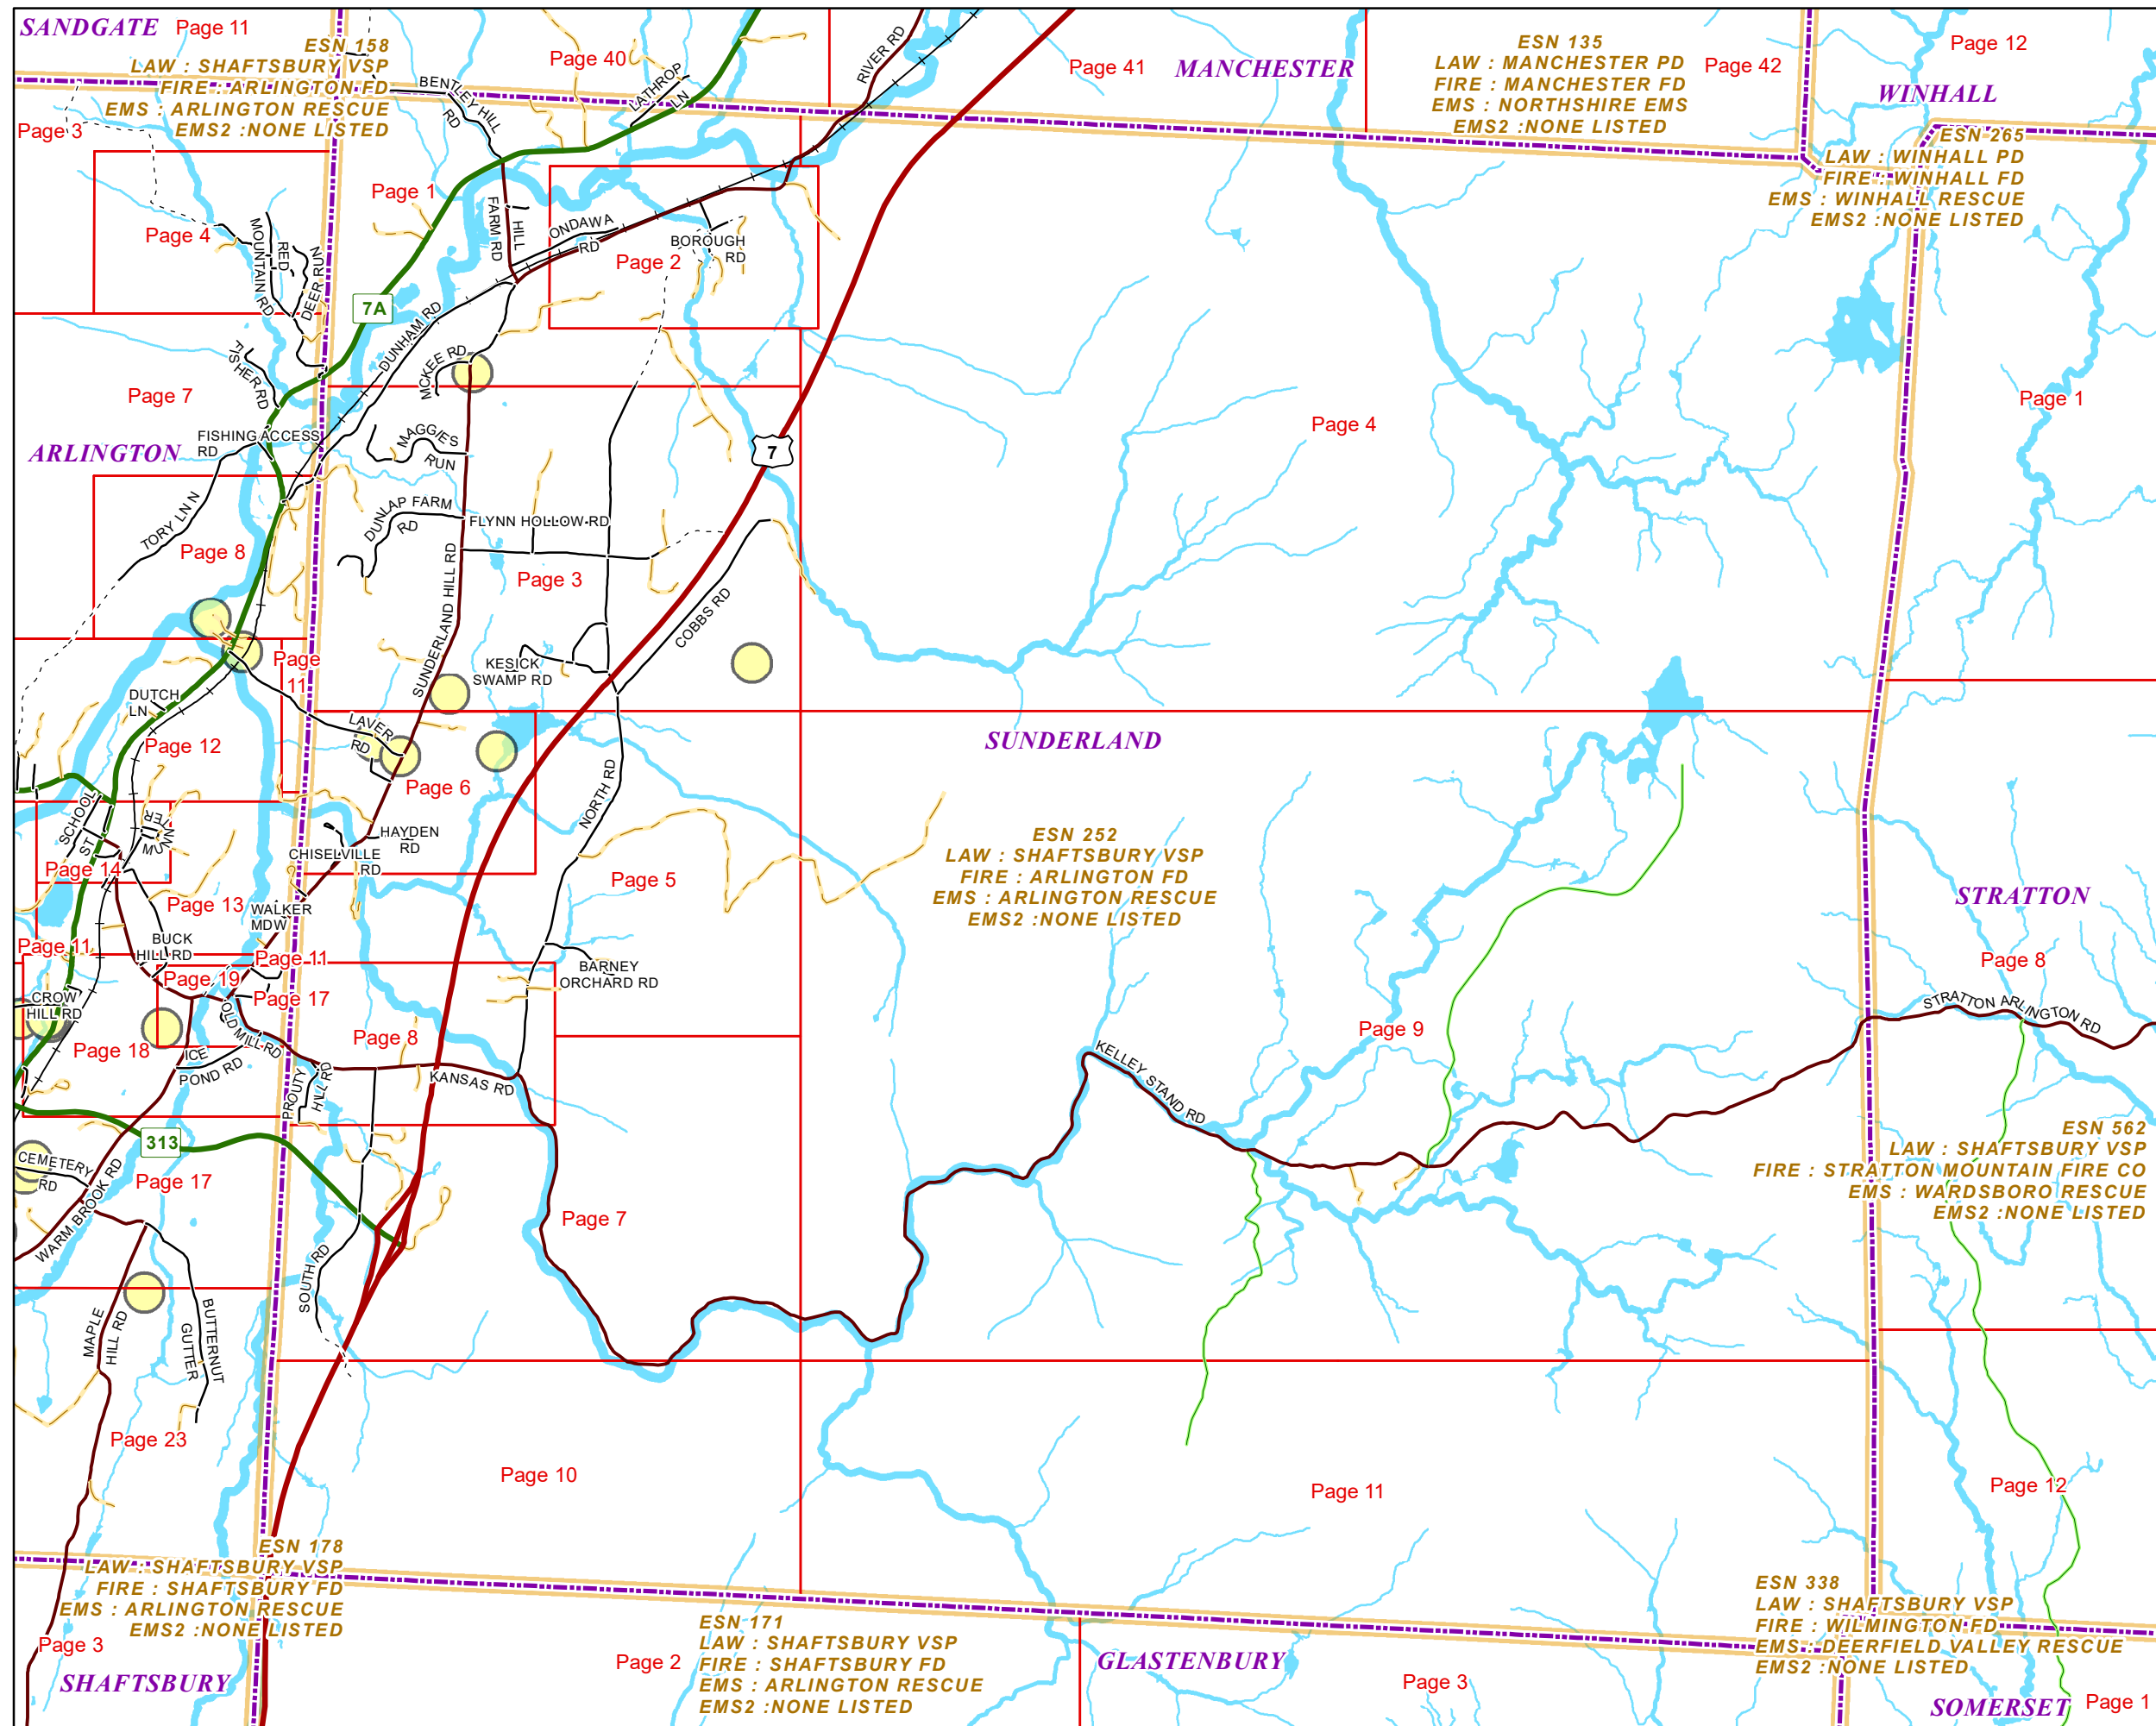 SANDGATE
Page 11
ESN 158
LAW : SHAFTSBURY VSP
FIRE : ARLINGTON FD
EMS : ARLINGTON RESCUE
EMS2 :NONE LISTED
Page 40
LATHROP
LN
RIVER RD
Page 41
MANCHESTER
ESN 135
LAW : MANCHESTER PD
FIRE : MANCHESTER FD
EMS : NORTHSHIRE EMS
EMS2 :NONE LISTED
Page 42
Page 12
WINHALL
ESN 265
LAW : WINHALL PD
FIRE : WINHALL FD
EMS : WINHALL RESCUE
EMS2 :NONE LISTED
Page 3
BENTLEY HILL
RD
Page 1
Page 4
MOUNTAIN RD
RED
DEER RUN
HILL
FARM RD
ONDAWA
RD
BOROUGH
RD
Page 2
7A
DUNHAM RD
MCKEE RD
FISHER RD
Page 7
ARLINGTON
FISHING ACCESS
RD
MAGGIES
RUN
7
Page 4
Page 1
TORY LN N
DUNLAP FARM
RD
FLYNN HOLLOW RD
Page 8
SUNDERLAND HILL RD
Page 3
COBBS RD
Page
11
KESICK
SWAMP RD
DUTCH
LN
LAVER
RD
Page 12
Page 6
SUNDERLAND
NORTH RD
SCHOOL
ST
HAYDEN
RD
CHISELVILLE
RD
ESN 252
LAW : SHAFTSBURY VSP
FIRE : ARLINGTON FD
EMS : ARLINGTON RESCUE
EMS2 :NONE LISTED
Page 14
Page 5
Page 13
WALKER
MDW
STRATTON
Page 11
BUCK
HILL RD
Page 11
Page 8
Page 19
BARNEY
ORCHARD RD
CROW
HILL RD
Page 17
STRATTON ARLINGTON RD
OLD MILL RD
Page 9
Page 18
Page 8
ICE
POND RD
KANSAS RD
KELLEY STAND RD
PROUTY
HILL RD
313
ESN 562
LAW : SHAFTSBURY VSP
FIRE : STRATTON MOUNTAIN FIRE CO
EMS : WARDSBORO RESCUE
EMS2 :NONE LISTED
CEMETERY
RD
Page 17
WARM BROOK RD
Page 7
SOUTH RD
MAPLE
HILL RD
BUTTERNUT
GUTTER
Page 23
Page 10
Page 11
Page 12
ESN 178
LAW : SHAFTSBURY VSP
FIRE : SHAFTSBURY FD
EMS : ARLINGTON RESCUE
EMS2 :NONE LISTED
ESN 338
LAW : SHAFTSBURY VSP
FIRE : WILMINGTON FD
EMS : DEERFIELD VALLEY RESCUE
EMS2 :NONE LISTED
ESN 171
LAW : SHAFTSBURY VSP
FIRE : SHAFTSBURY FD
EMS : ARLINGTON RESCUE
EMS2 :NONE LISTED
Page 3
SHAFTSBURY
Page 2
GLASTENBURY
Page 3
SOMERSET
Page 1